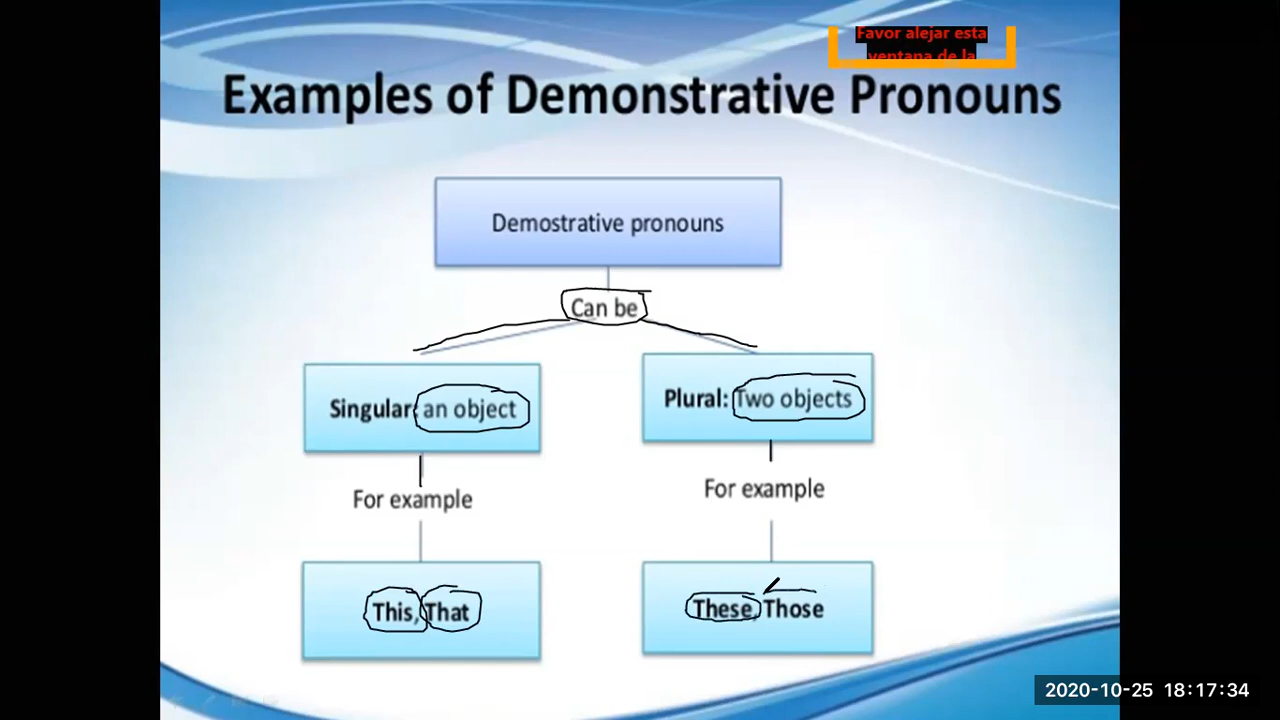 Favor alejar esta
ventana de la
Examples of Demonstrative Pronouns
Demostrative pronouns
Can be
Singular: an object
Plural: Two objects
For example
For example
This, That
These, Those
2020-10-25 18:17:34